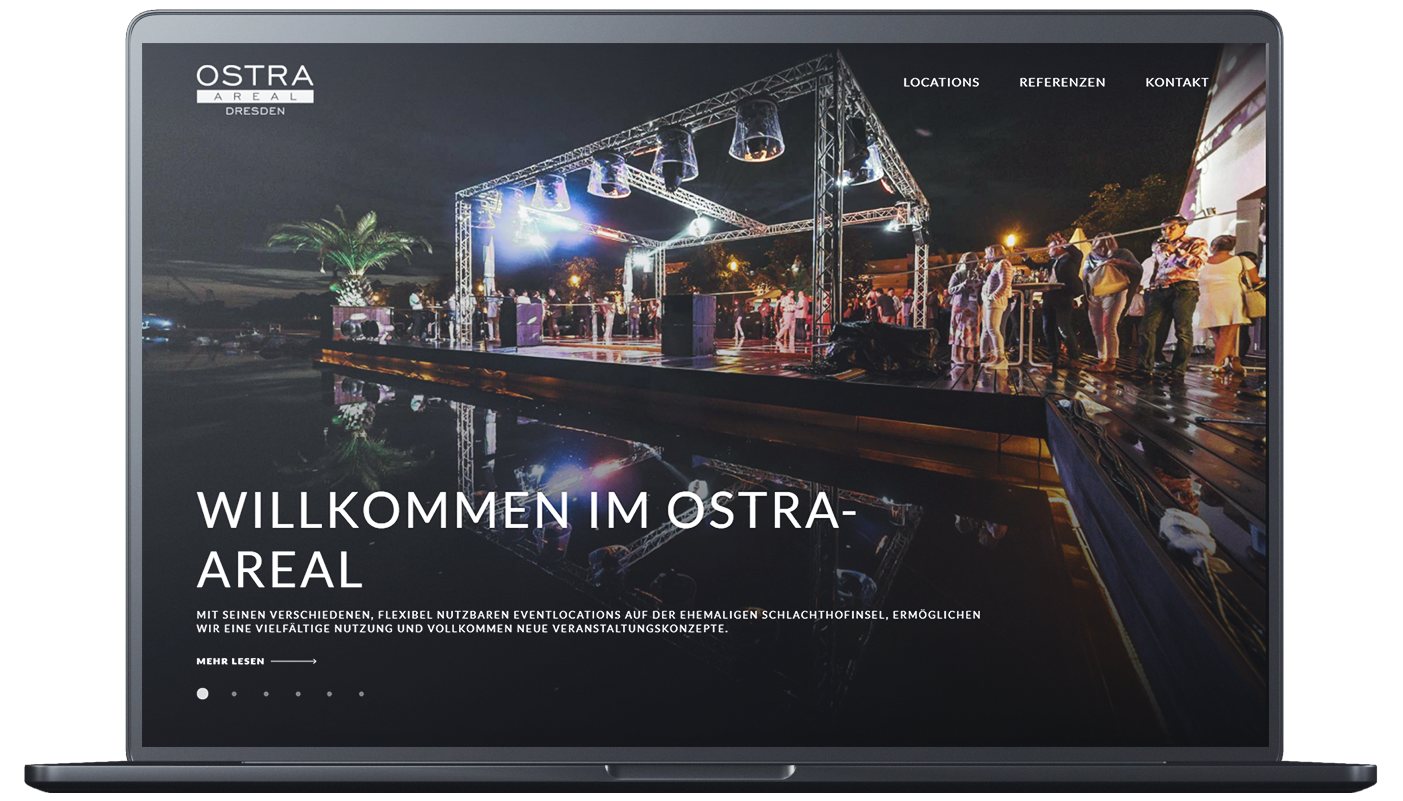 OSTRA
AREAL
DRESDEN
LOCATIONS REFERENZEN KONTAKT
WILLKOMMEN IM OSTRA-
AREAL
MIT SEINEN VERSCHIEDENEN, FLEXIBEL NUTZBAREN EVENTLOCATIONS AUF DER EHEMALIGEN SCHLACHTHOFINSEL, ERMÖGLICHEN
WIR EINE VIELFÄLTIGE NUTZUNG UND VOLLKOMMEN NEUE VERANSTALTUNGSKONZEPTE.
MEHR LESEN